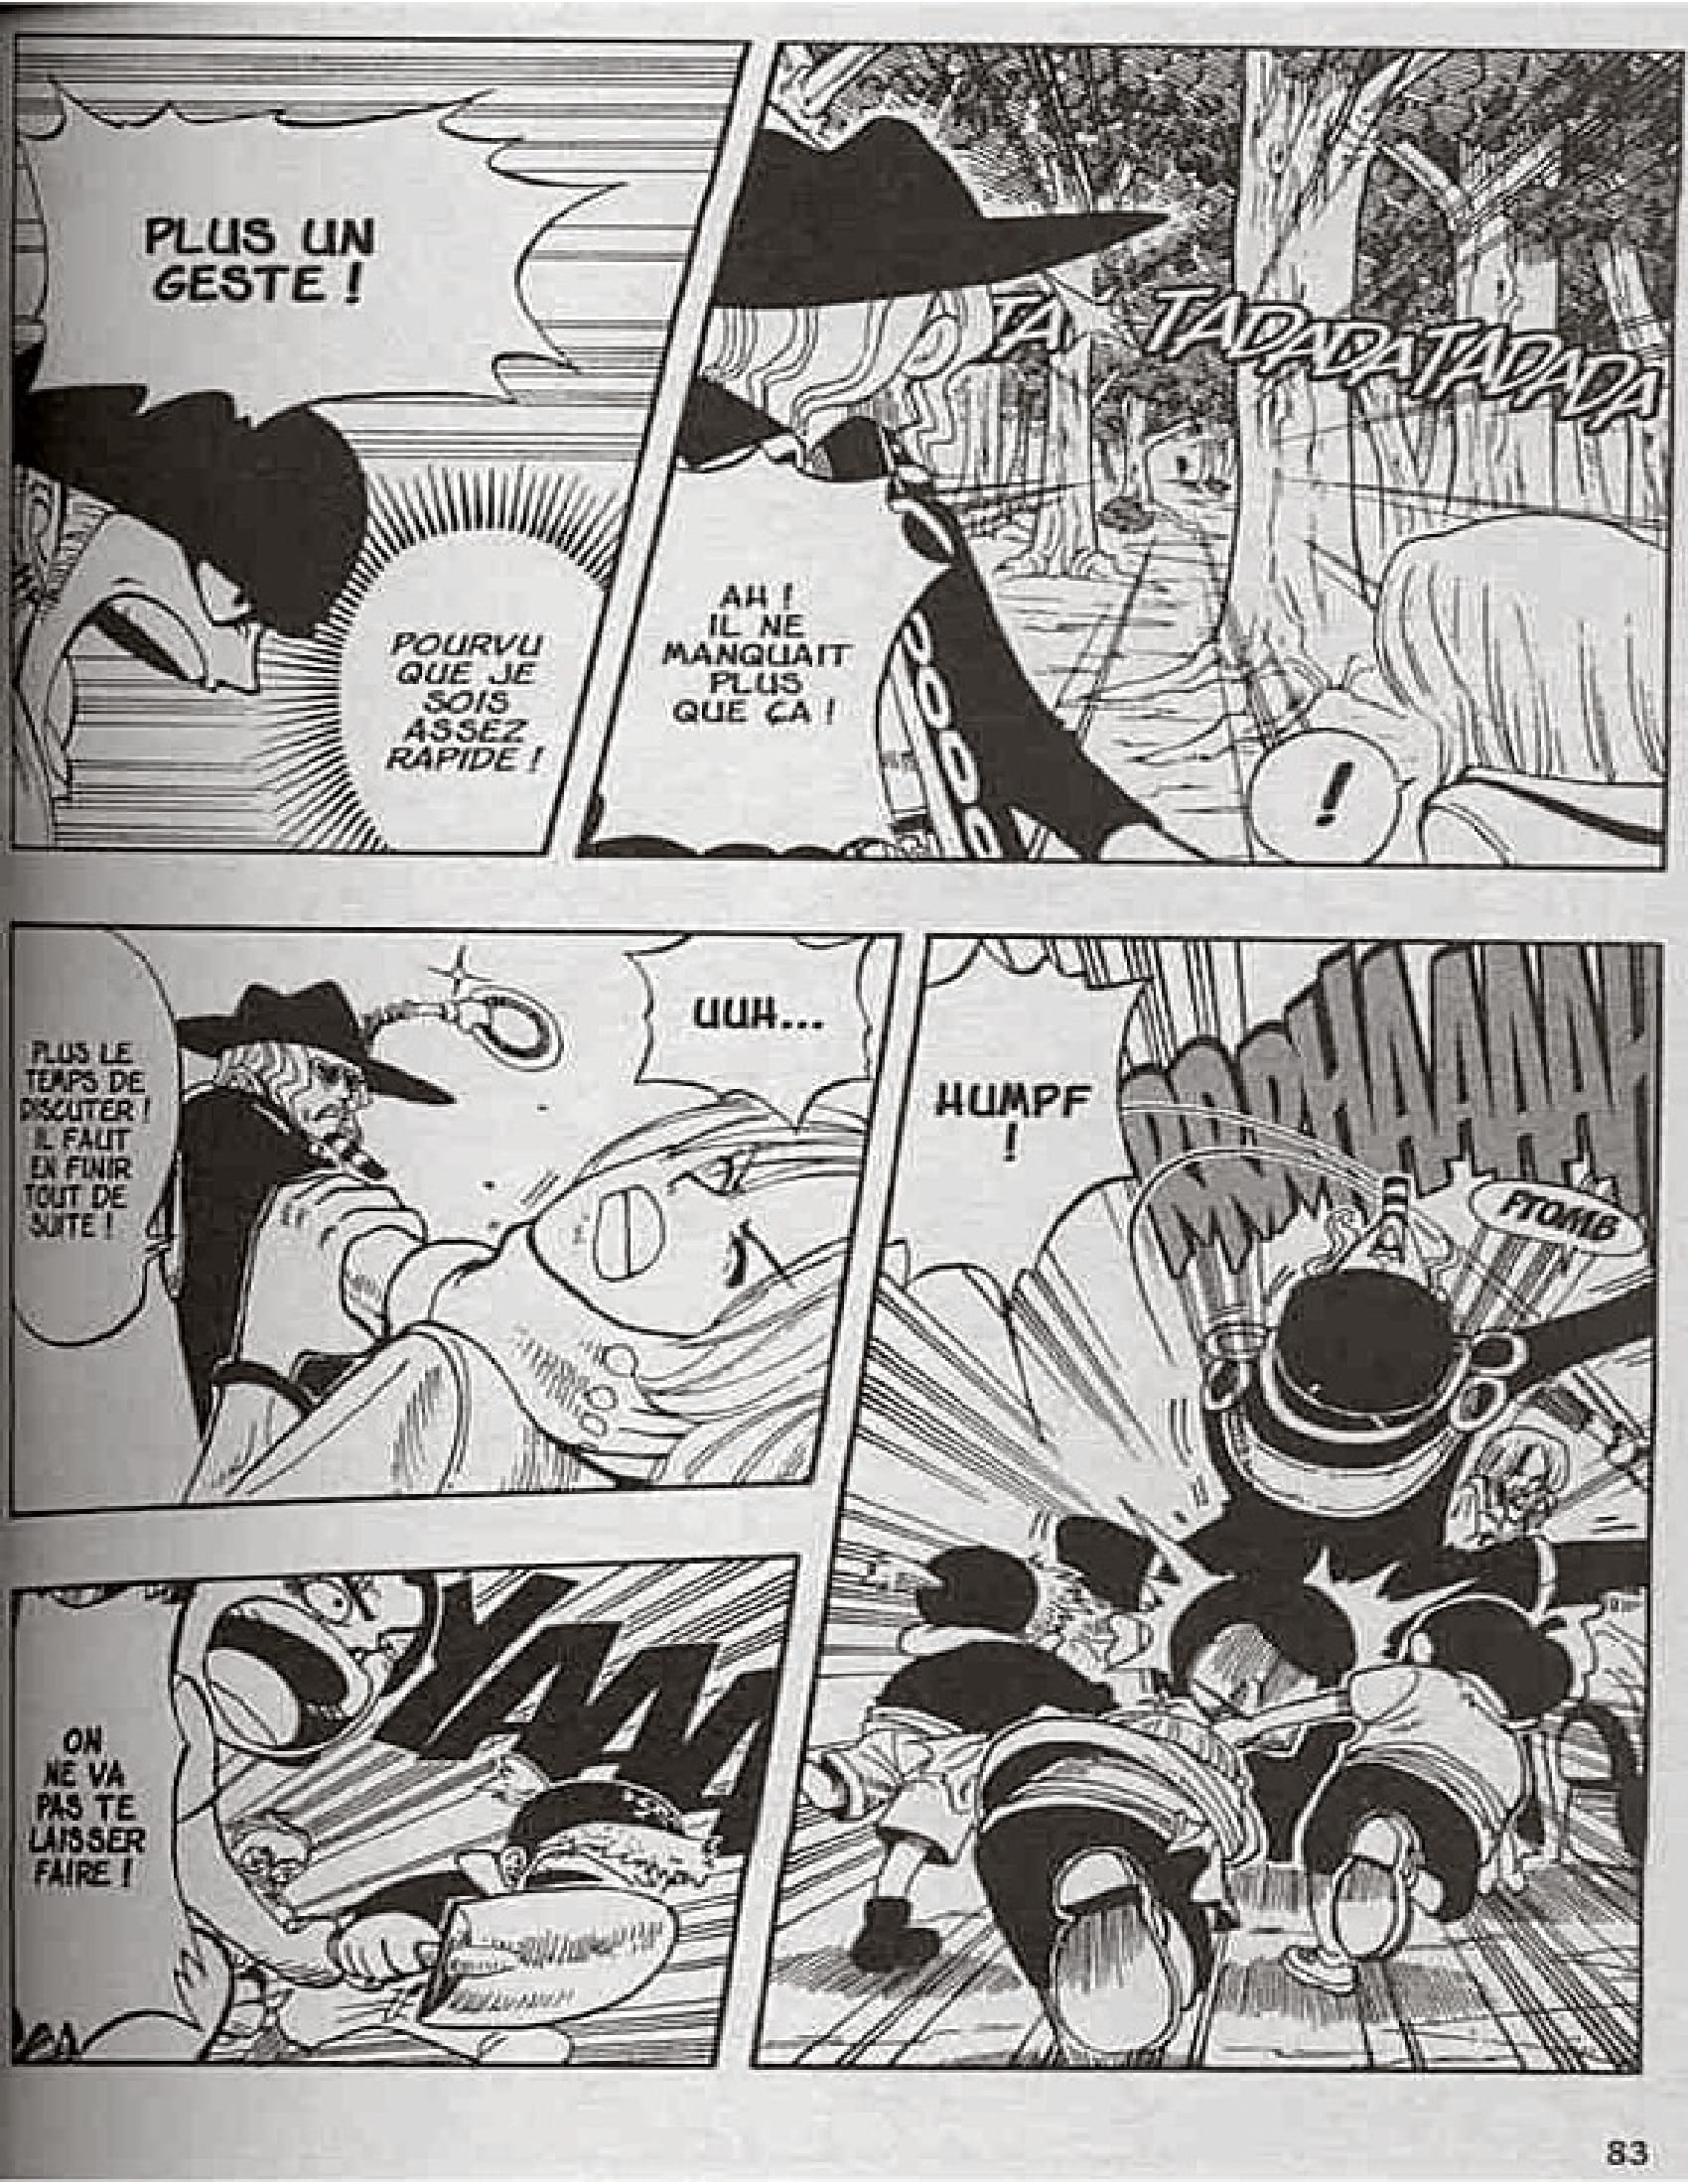 TA TADADATADADA
!
AH !
IL NE
MANQUAIT
PLUS
QUE ÇA !
PLUS UN
GESTE !
POURVU
QUE JE
SOIS
ASSEZ
RAPIDE !
PTOMB
HUMPF
!
UUH...
PLUS LE
TEMPS DE
DISCUTER !
IL FAUT
EN FINIR
TOUT DE
SUITE !
YAAA
ON
NE VA
PAS TE
LAISSER
FAIRE !
83